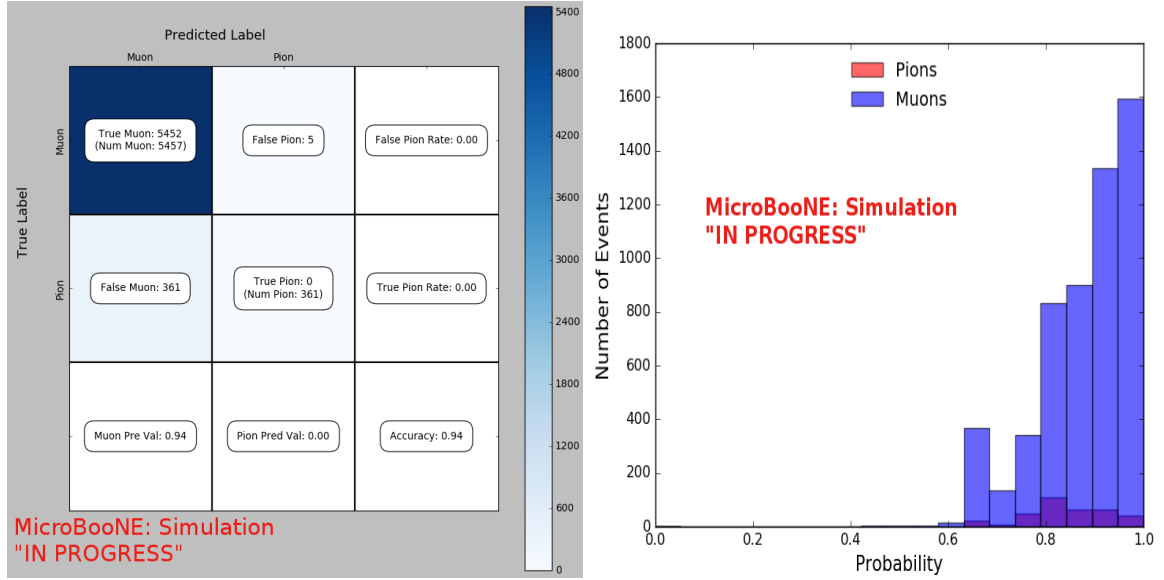 Predicted Label
Muon
Pion
True Label
Muon
Pion
True Muon: 5452
(Num Muon: 5457)
False Pion: 5
False Pion Rate: 0.00
False Muon: 361
True Pion: 0
(Num Pion: 361)
True Pion Rate: 0.00
Muon Pre Val: 0.94
Pion Pred Val: 0.00
Accuracy: 0.94
5400
4800
4200
3600
3000
2400
1800
1200
600
0
MicroBooNE: Simulation
"IN PROGRESS"
1800
1600
1400
1200
1000
800
600
400
200
0
Number of Events
Pions
Muons
MicroBooNE: Simulation
"IN PROGRESS"
0.0
0.2
0.4
0.6
0.8
1.0
Probability